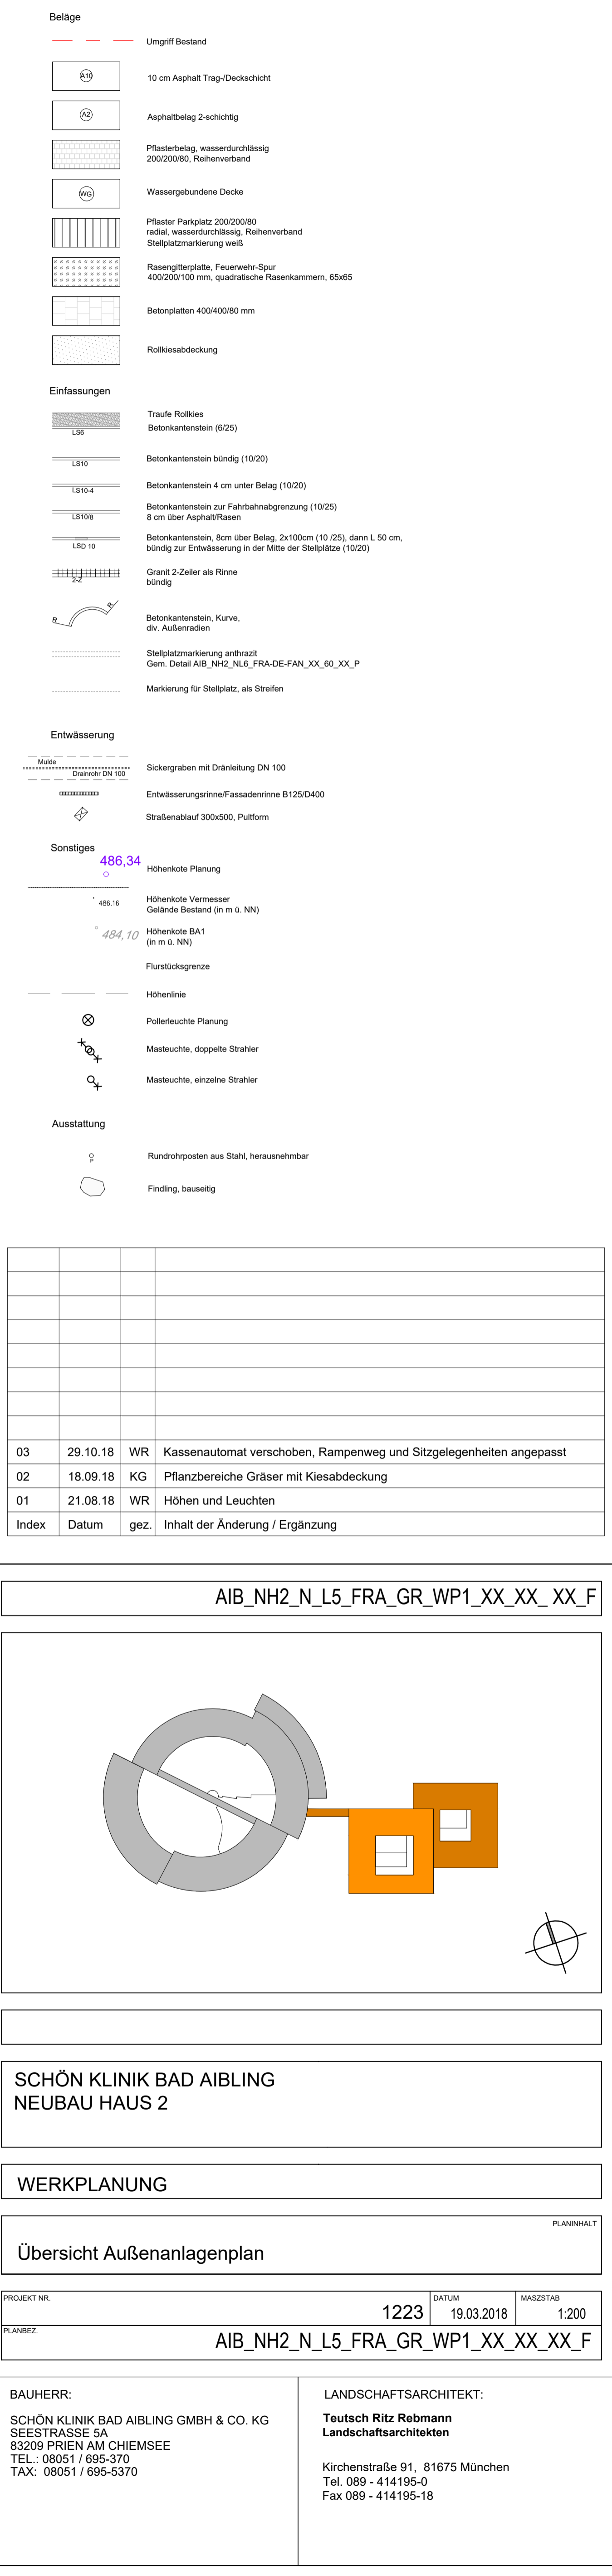 Beläge
Umgriff Bestand
A10
10 cm Asphalt Trag-/Deckschicht
A2
Asphaltbelag 2-schichtig
Pflasterbelag, wasserdurchlässig
200/200/80, Reihenverband
WG
Wassergebundene Decke
Pflaster Parkplatz 200/200/80
radial, wasserdurchlässig, Reihenverband
Stellplatzmarkierung weiß
Rasengitterplatte, Feuerwehr-Spur
400/200/100 mm, quadratische Rasenkammern, 65x65
Betonplatten 400/400/80 mm
Rollkiesabdeckung
Einfassungen
Traufe Rollkies
Betonkantenstein (6/25)
LS6
Betonkantenstein bündig (10/20)
LS10
Betonkantenstein 4 cm unter Belag (10/20)
LS10-4
Betonkantenstein zur Fahrbahnabgrenzung (10/25)
8 cm über Asphalt/Rasen
LS10/8
Betonkantenstein, 8cm über Belag, 2x100cm (10 /25), dann L 50 cm,
bündig zur Entwässerung in der Mitte der Stellplätze (10/20)
LSD 10
Granit 2-Zeiler als Rinne
bündig
2-Z
R
R
Betonkantenstein, Kurve,
div. Außenradien
Stellplatzmarkierung anthrazit
Gem. Detail AIB_NH2_NL6_FRA-DE-FAN_XX_60_XX_P
Markierung für Stellplatz, als Streifen
Entwässerung
Mulde
Drainrohr DN 100
Sickergraben mit Dränleitung DN 100
Entwässerungsrinne/Fassadenrinne B125/D400
Straßenablauf 300x500, Pultform
Sonstiges
486,34
Höhenkote Planung
486.16
Höhenkote Vermesser
Gelände Bestand (in m ü. NN)
484,10
Höhenkote BA1
(in m ü. NN)
Flurstücksgrenze
Höhenlinie
Pollerleuchte Planung
Masteuchte, doppelte Strahler
Masteuchte, einzelne Strahler
Ausstattung
P
Rundrohrposten aus Stahl, herausnehmbar
Findling, bauseitig
03 29.10.18 WR Kassenautomat verschoben, Rampenweg und Sitzgelegenheiten angepasst
02 18.09.18 KG Pflanzbereiche Gräser mit Kiesabdeckung
01 21.08.18 WR Höhen und Leuchten
Index Datum gez. Inhalt der Änderung / Ergänzung
AIB_NH2_N_L5_FRA_GR_WP1_XX_XX_ XX_F
SCHÖN KLINIK BAD AIBLING
NEUBAU HAUS 2
WERKPLANUNG
PLANINHALT
Übersicht Außenanlagenplan
PROJEKT NR. 1223
DATUM 19.03.2018
MASZSTAB 1:200
PLANBEZ. AIB_NH2_N_L5_FRA_GR_WP1_XX_XX_XX_F
BAUHERR:
SCHÖN KLINIK BAD AIBLING GMBH & CO. KG
SEESTRASSE 5A
83209 PRIEN AM CHIEMSEE
TEL.: 08051 / 695-370
TAX: 08051 / 695-5370
LANDSCHAFTSARCHITEKT:
Teutsch Ritz Rebmann
Landschaftsarchitekten
Kirchenstraße 91, 81675 München
Tel. 089 - 414195-0
Fax 089 - 414195-18